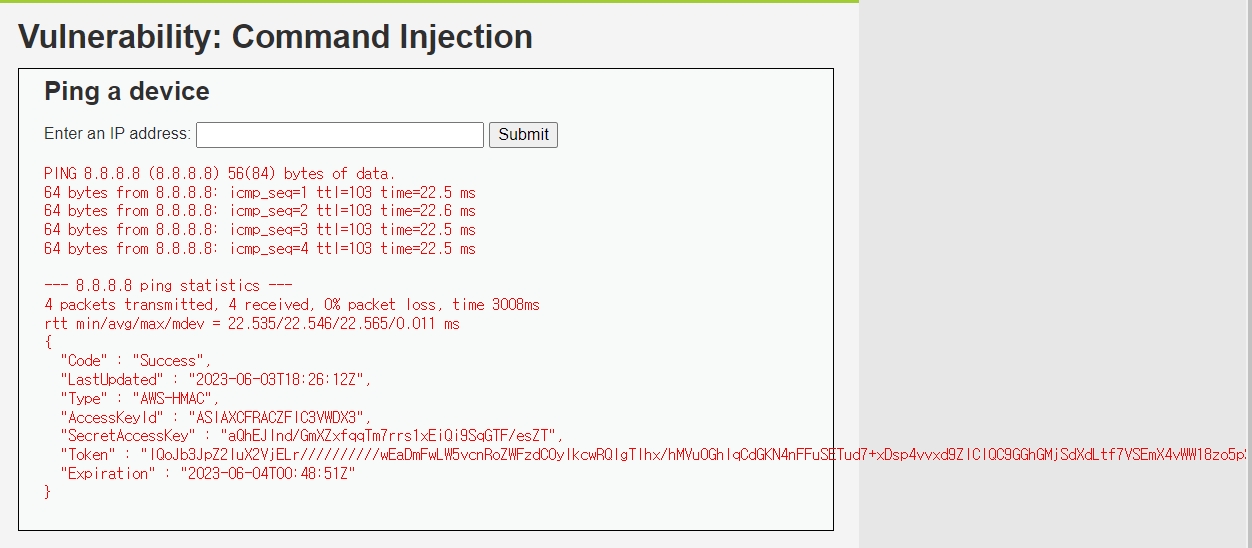 Vulnerability: Command Injection
Ping a device
Enter an IP address:
Submit
PING 8.8.8.8 (8.8.8.8) 56(84) bytes of data.
64 bytes from 8.8.8.8: icmp_seq=1 ttl=103 time=22.5 ms
64 bytes from 8.8.8.8: icmp_seq=2 ttl=103 time=22.6 ms
64 bytes from 8.8.8.8: icmp_seq=3 ttl=103 time=22.5 ms
64 bytes from 8.8.8.8: icmp_seq=4 ttl=103 time=22.5 ms
--- 8.8.8.8 ping statistics ---
4 packets transmitted, 4 received, 0% packet loss, time 3008ms
rtt min/avg/max/mdev = 22.535/22.546/22.565/0.011 ms
{
"Code" : "Success",
"LastUpdated" : "2023-06-03T18:26:12Z",
"Type" : "AWS-HMAC",
"AccessKeyId" : "ASIAXCFRACZFIC3VWDX3",
"SecretAccessKey" : "aQhEJInd/GmXZxfqqTm7rrs1xEiQi9SqGTF/esZT",
"Token" :
"Expiration" : "2023-06-04T00:48:51Z"
}